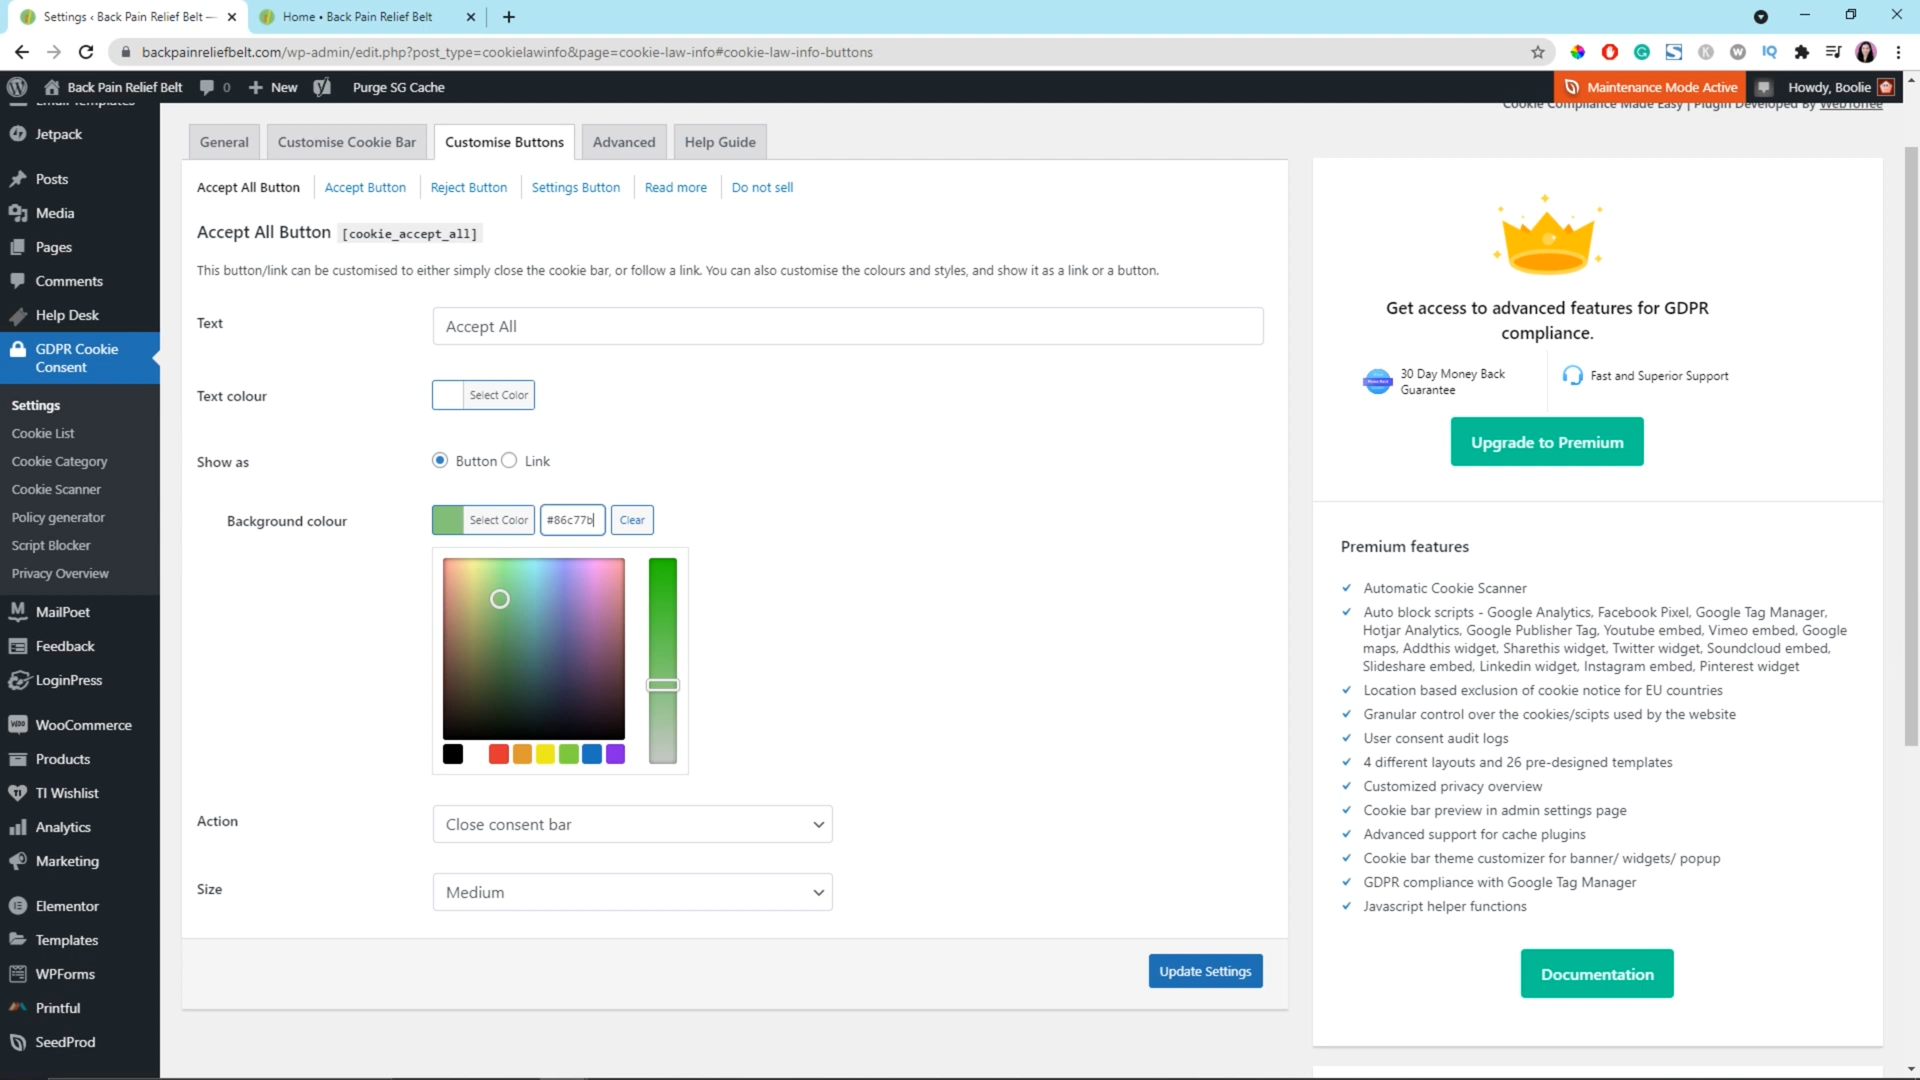 Settings ‹ Back Pain Relief Belt —
Home • Back Pain Relief Belt
backpainreliefbelt.com/wp-admin/edit.php?post_type=cookielawinfo&page=cookie-law-info#cookie-law-info-buttons
Back Pain Relief Belt
0
New
Purge SG Cache
Maintenance Mode Active
Howdy, Boolie
Email Templates
Jetpack
Posts
Media
Pages
Comments
Help Desk
GDPR Cookie
Consent
Settings
Cookie List
Cookie Category
Cookie Scanner
Policy generator
Script Blocker
Privacy Overview
MailPoet
Feedback
LoginPress
WooCommerce
Products
TI Wishlist
Analytics
Marketing
Elementor
Templates
WPForms
Printful
SeedProd
Cookie Compliance Made Easy | Plugin Developed By WebToffee
General
Customise Cookie Bar
Customise Buttons
Advanced
Help Guide
Accept All Button
Accept Button
Reject Button
Settings Button
Read more
Do not sell
Accept All Button [cookie_accept_all]
This button/link can be customised to either simply close the cookie bar, or follow a link. You can also customise the colours and styles, and show it as a link or a button.
Text
Accept All
Text colour
Select Color
Show as
Button
Link
Background colour
Select Color
#86c77b
Clear
Action
Close consent bar
Size
Medium
Update Settings
Get access to advanced features for GDPR
compliance.
30 Day Money Back
Guarantee
Fast and Superior Support
Upgrade to Premium
Premium features
Automatic Cookie Scanner
Auto block scripts - Google Analytics, Facebook Pixel, Google Tag Manager,
Hotjar Analytics, Google Publisher Tag, Youtube embed, Vimeo embed, Google
maps, Addthis widget, Sharethis widget, Twitter widget, Soundcloud embed,
Slideshare embed, Linkedin widget, Instagram embed, Pinterest widget
Location based exclusion of cookie notice for EU countries
Granular control over the cookies/scipts used by the website
User consent audit logs
4 different layouts and 26 pre-designed templates
Customized privacy overview
Cookie bar preview in admin settings page
Advanced support for cache plugins
Cookie bar theme customizer for banner/ widgets/ popup
GDPR compliance with Google Tag Manager
Javascript helper functions
Documentation